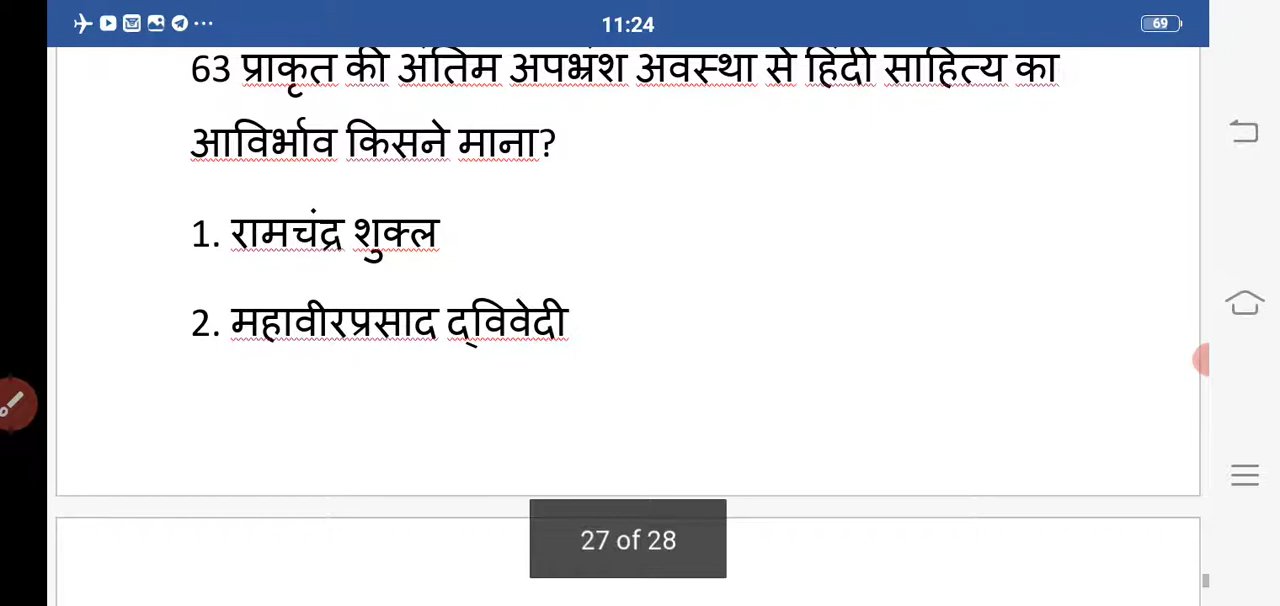 11:24
69
63 प्राकृत की अंतिम अपभ्रंश अवस्था से हिंदी साहित्य का
आविर्भाव किसने माना?
1. रामचंद्र शुक्ल
2. महावीरप्रसाद द्विवेदी
27 of 28